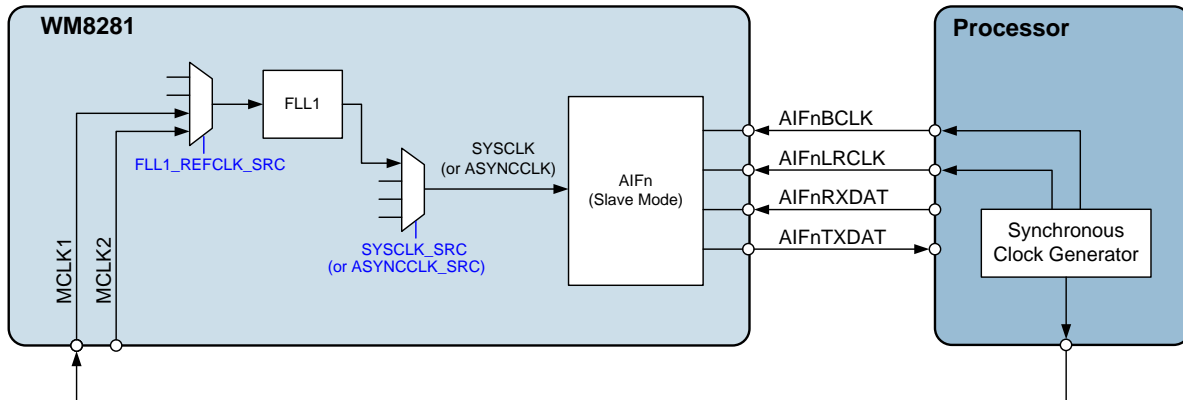 WM8281
Processor
FLL1
FLL1_REFCLK_SRC
SYSCLK
(or ASYNCCLK)
SYSCLK_SRC
(or ASYNCCLK_SRC)
MCLK1
MCLK2
AIFn
(Slave Mode)
AIFnBCLK
AIFnLRCLK
AIFnRXDAT
AIFnTXDAT
Synchronous
Clock Generator